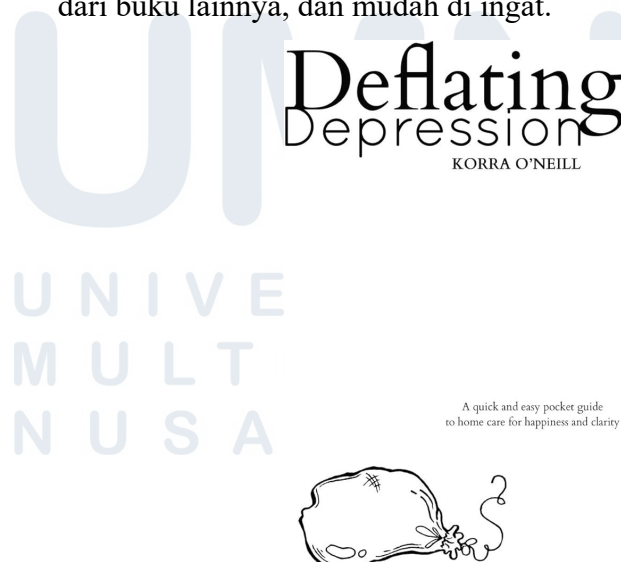 dari buku lainnya, dan mudah di ingat.
Deflating
Depression
KORRA O'NEILL
UNIVE
MULT
NUSA
A quick and easy pocket guide
to home care for happiness and clarity